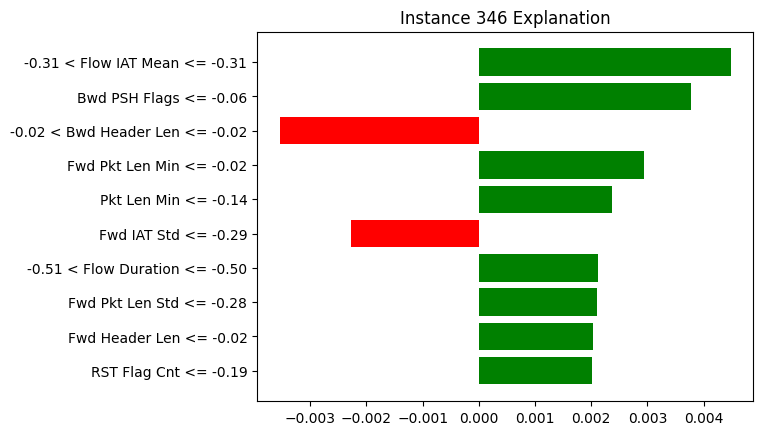 Instance 346 Explanation
-0.31 < Flow IAT Mean <= -0.31
Bwd PSH Flags <= -0.06
-0.02 < Bwd Header Len <= -0.02
Fwd Pkt Len Min <= -0.02
Pkt Len Min <= -0.14
Fwd IAT Std <= -0.29
-0.51 < Flow Duration <= -0.50
Fwd Pkt Len Std <= -0.28
Fwd Header Len <= -0.02
RST Flag Cnt <= -0.19
−0.003 −0.002 −0.001 0.000 0.001 0.002 0.003 0.004